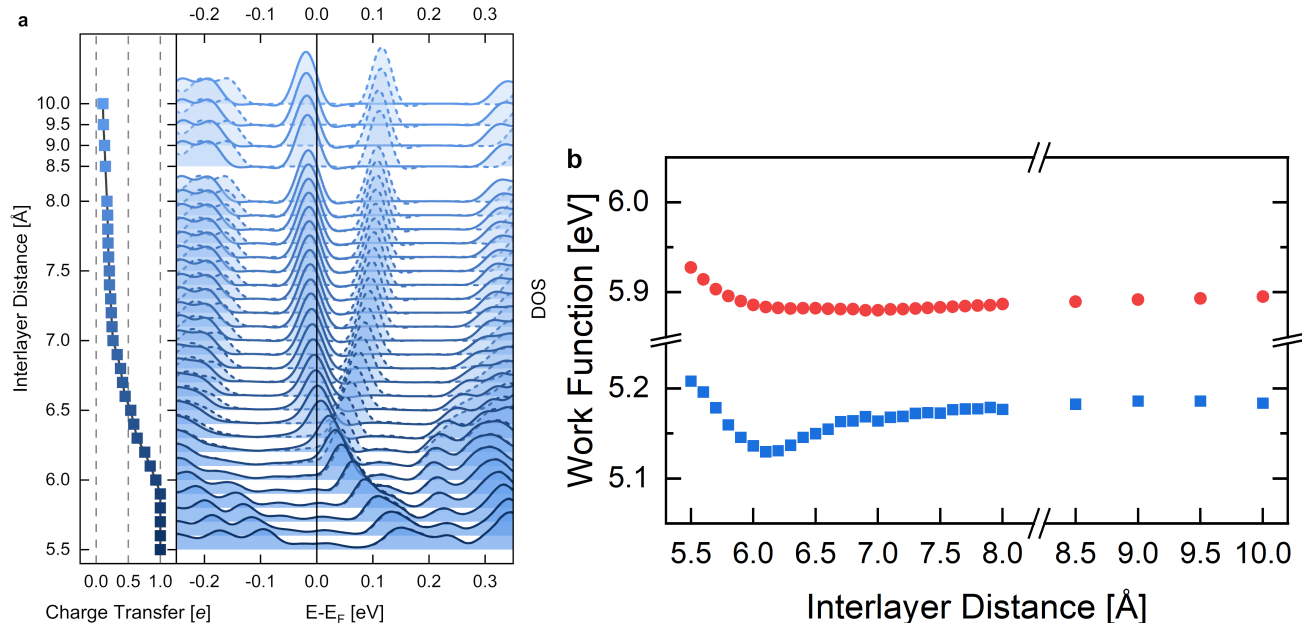 a
-0.2 -0.1 0.0 0.1 0.2 0.3
Interlayer Distance [Å]
10.0
9.5
9.0
8.5
8.0
7.5
7.0
6.5
6.0
5.5
0.0 0.5 1.0
-0.2 -0.1 0.0 0.1 0.2 0.3
Charge Transfer [e]
E-E_F [eV]
DOS
b
Work Function [eV]
6.0
5.9
5.2
5.1
5.5 6.0 6.5 7.0 7.5 8.0 8.5 9.0 9.5 10.0
Interlayer Distance [Å]